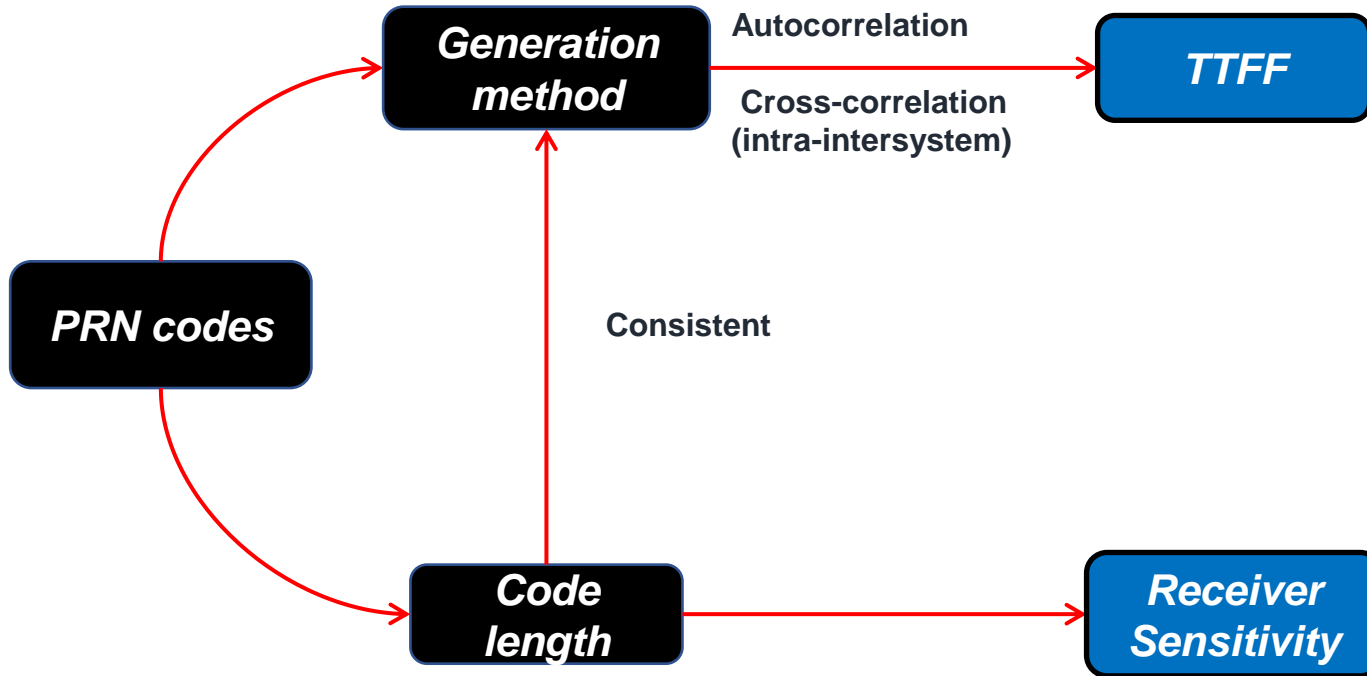 Generation
method
Autocorrelation
Cross-correlation
(intra-intersystem)
TTFF
PRN codes
Consistent
Code
length
Receiver
Sensitivity